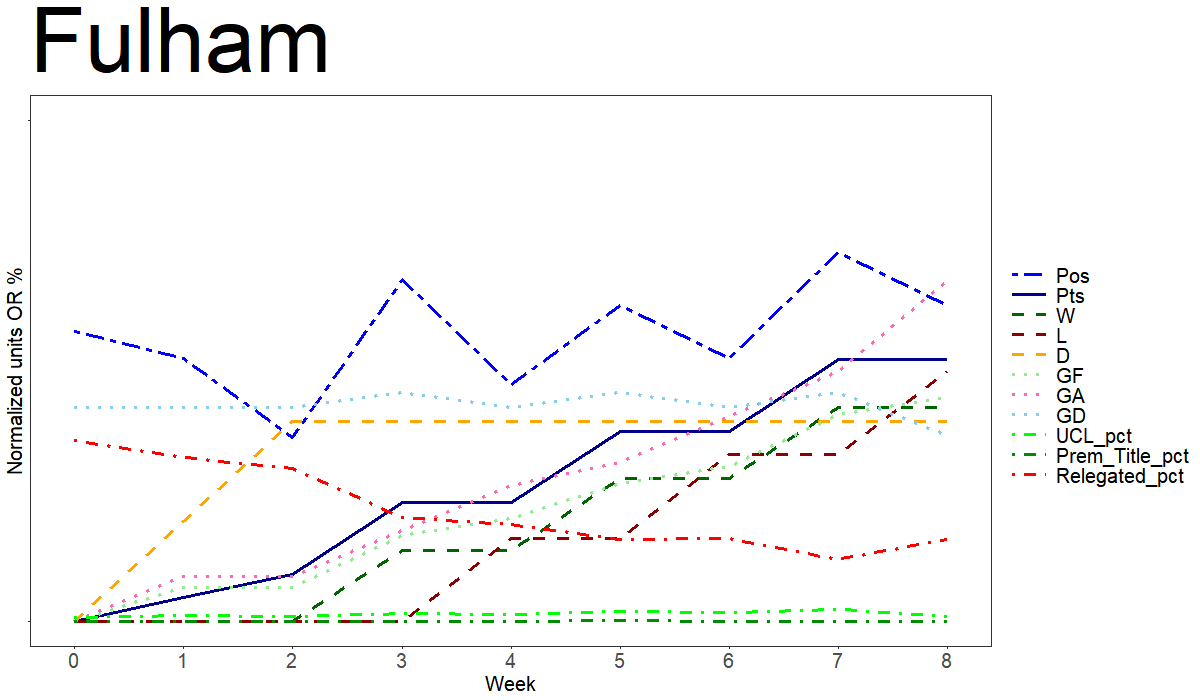 Fulham
Normalized units OR %
Pos
Pts
W
L
D
GF
GA
GD
UCL_pct
Prem_Title_pct
Relegated_pct
0 1 2 3 4 5 6 7 8
Week